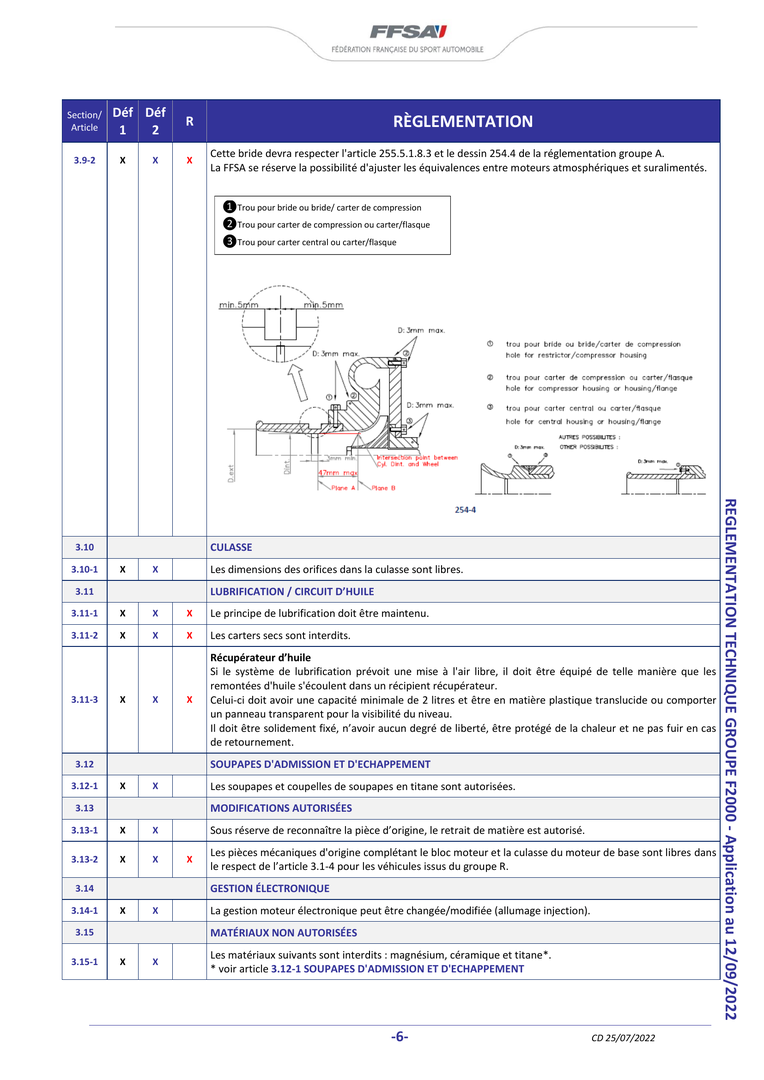 FFSA
FÉDÉRATION FRANÇAISE DU SPORT AUTOMOBILE
Section/ Article Déf 1 Déf 2 R RÈGLEMENTATION
3.9-2 X X X Cette bride devra respecter l'article 255.5.1.8.3 et le dessin 254.4 de la réglementation groupe A.
La FFSA se réserve la possibilité d'ajuster les équivalences entre moteurs atmosphériques et suralimentés.
❶ Trou pour bride ou bride/ carter de compression
❷ Trou pour carter de compression ou carter/flasque
❸ Trou pour carter central ou carter/flasque
min.5mm min.5mm
D: 3mm max.
D: 3mm max.
① ② ②
D: 3mm max.
③
3mm min.
Intersection point between
Cyl. Dint. and Wheel
47mm max
Plane A Plane B
D.ext
Dint.
① trou pour bride ou bride/carter de compression
hole for restrictor/compressor housing
② trou pour carter de compression ou carter/flasque
hole for compressor housing or housing/flange
③ trou pour carter central ou carter/flasque
hole for central housing or housing/flange
AUTRES POSSIBILITES :
OTHER POSSIBILITES :
D: 3mm max.
D: 3mm max.
254-4
3.10 CULASSE
3.10-1 X X Les dimensions des orifices dans la culasse sont libres.
3.11 LUBRIFICATION / CIRCUIT D’HUILE
3.11-1 X X X Le principe de lubrification doit être maintenu.
3.11-2 X X X Les carters secs sont interdits.
3.11-3 X X X Récupérateur d’huile
Si le système de lubrification prévoit une mise à l'air libre, il doit être équipé de telle manière que les
remontées d'huile s'écoulent dans un récipient récupérateur.
Celui-ci doit avoir une capacité minimale de 2 litres et être en matière plastique translucide ou comporter
un panneau transparent pour la visibilité du niveau.
Il doit être solidement fixé, n’avoir aucun degré de liberté, être protégé de la chaleur et ne pas fuir en cas
de retournement.
3.12 SOUPAPES D'ADMISSION ET D'ECHAPPEMENT
3.12-1 X X Les soupapes et coupelles de soupapes en titane sont autorisées.
3.13 MODIFICATIONS AUTORISÉES
3.13-1 X X Sous réserve de reconnaître la pièce d’origine, le retrait de matière est autorisé.
3.13-2 X X X Les pièces mécaniques d'origine complétant le bloc moteur et la culasse du moteur de base sont libres dans
le respect de l’article 3.1-4 pour les véhicules issus du groupe R.
3.14 GESTION ÉLECTRONIQUE
3.14-1 X X La gestion moteur électronique peut être changée/modifiée (allumage injection).
3.15 MATÉRIAUX NON AUTORISÉES
3.15-1 X X Les matériaux suivants sont interdits : magnésium, céramique et titane*.
* voir article 3.12-1 SOUPAPES D'ADMISSION ET D'ECHAPPEMENT
REGLEMENTATION TECHNIQUE GROUPE F2000 - Application au 12/09/2022
-6-
CD 25/07/2022